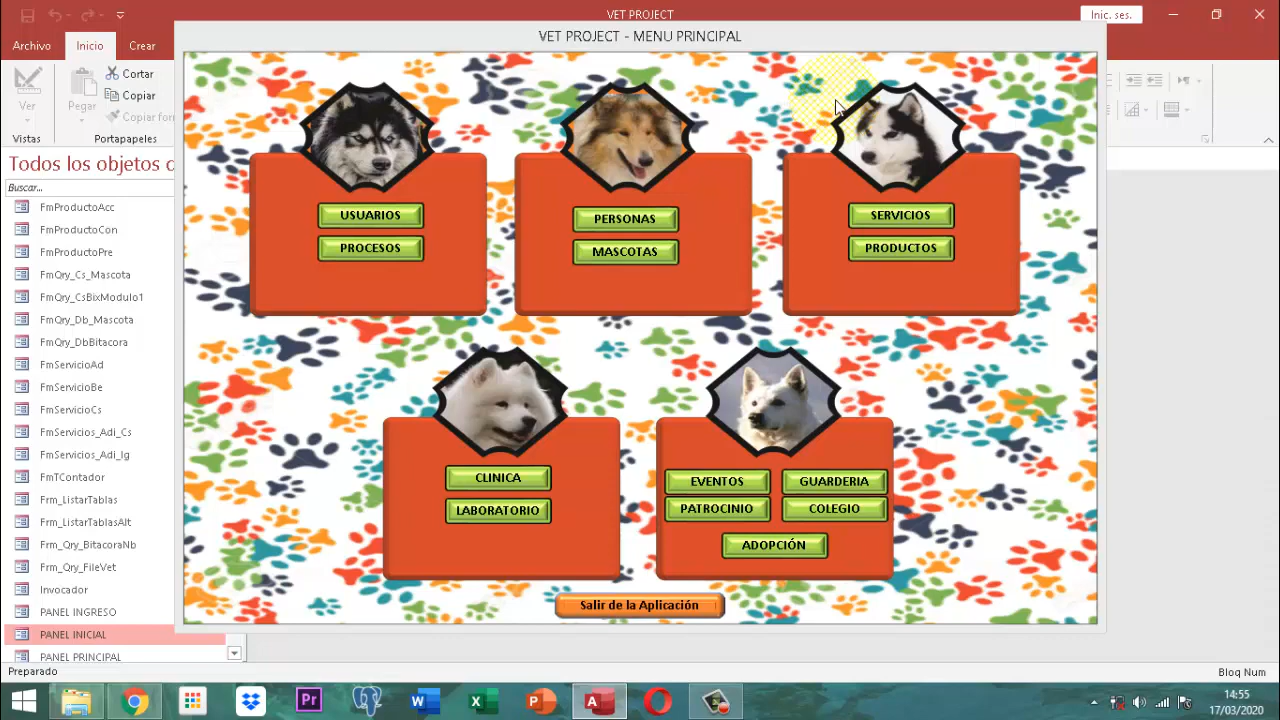 VET PROJECT
Inic. ses.
VET PROJECT - MENU PRINCIPAL
Archivo
Inicio
Crear
Ver
Pegar
Cortar
Copiar
Copiar form
Vistas
Portapapeles
Todos los objetos
Buscar...
FmProductoAcc
FmProductoCon
FmProductoPre
FmQry_Cs_Mascota
FmQry_CsBixModulo1
FmQry_Db_Mascota
FmQry_DbBitacora
FmServicioAd
FmServicioBe
FmServicioCs
FmServicios_Adi_Cs
FmServicios_Adi_Ig
FmTContador
Frm_ListarTablas
Frm_ListarTablasAlt
Frm_Qry_BitacoraNb
Frm_Qry_FileVet
Invocador
PANEL INGRESO
PANEL INICIAL
PANEL PRINCIPAL
USUARIOS
PROCESOS
PERSONAS
MASCOTAS
SERVICIOS
PRODUCTOS
CLINICA
LABORATORIO
EVENTOS
GUARDERIA
PATROCINIO
COLEGIO
ADOPCIÓN
Salir de la Aplicación
Preparado
Bloq Num
14:55
17/03/2020